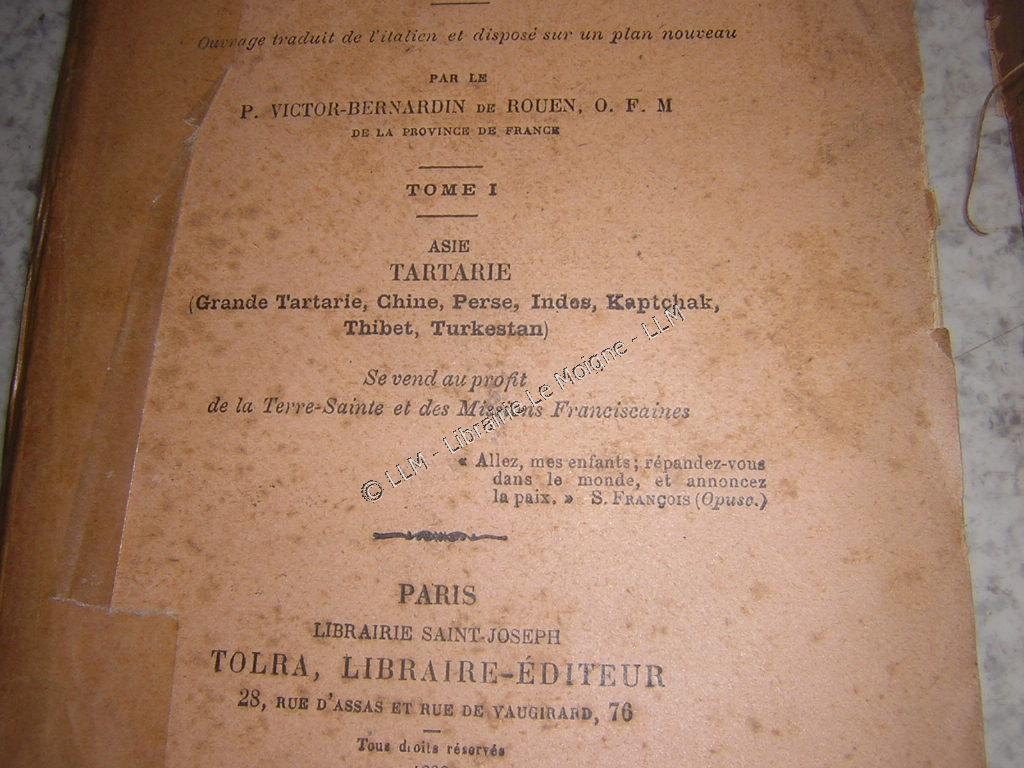 Ouvrage traduit de l'italien et disposé sur un plan nouveau
PAR LE
P. VICTOR-BERNARDIN DE ROUEN, O. F. M
DE LA PROVINCE DE FRANCE
TOME I
ASIE
TARTARIE
(Grande Tartarie, Chine, Perse, Indes, Kaptchak,
Thibet, Turkestan)
Se vend au profit
de la Terre-Sainte et des Missions Franciscaines
« Allez, mes enfants ; répandez-vous
dans le monde, et annoncez
la paix. » S. FRANÇOIS (Opusc.)
© LLM - Librairie Le Moigne - LLM
PARIS
LIBRAIRIE SAINT-JOSEPH
TOLRA, LIBRAIRE-ÉDITEUR
28, RUE D'ASSAS ET RUE DE VAUGIRARD, 76
Tous droits réservés